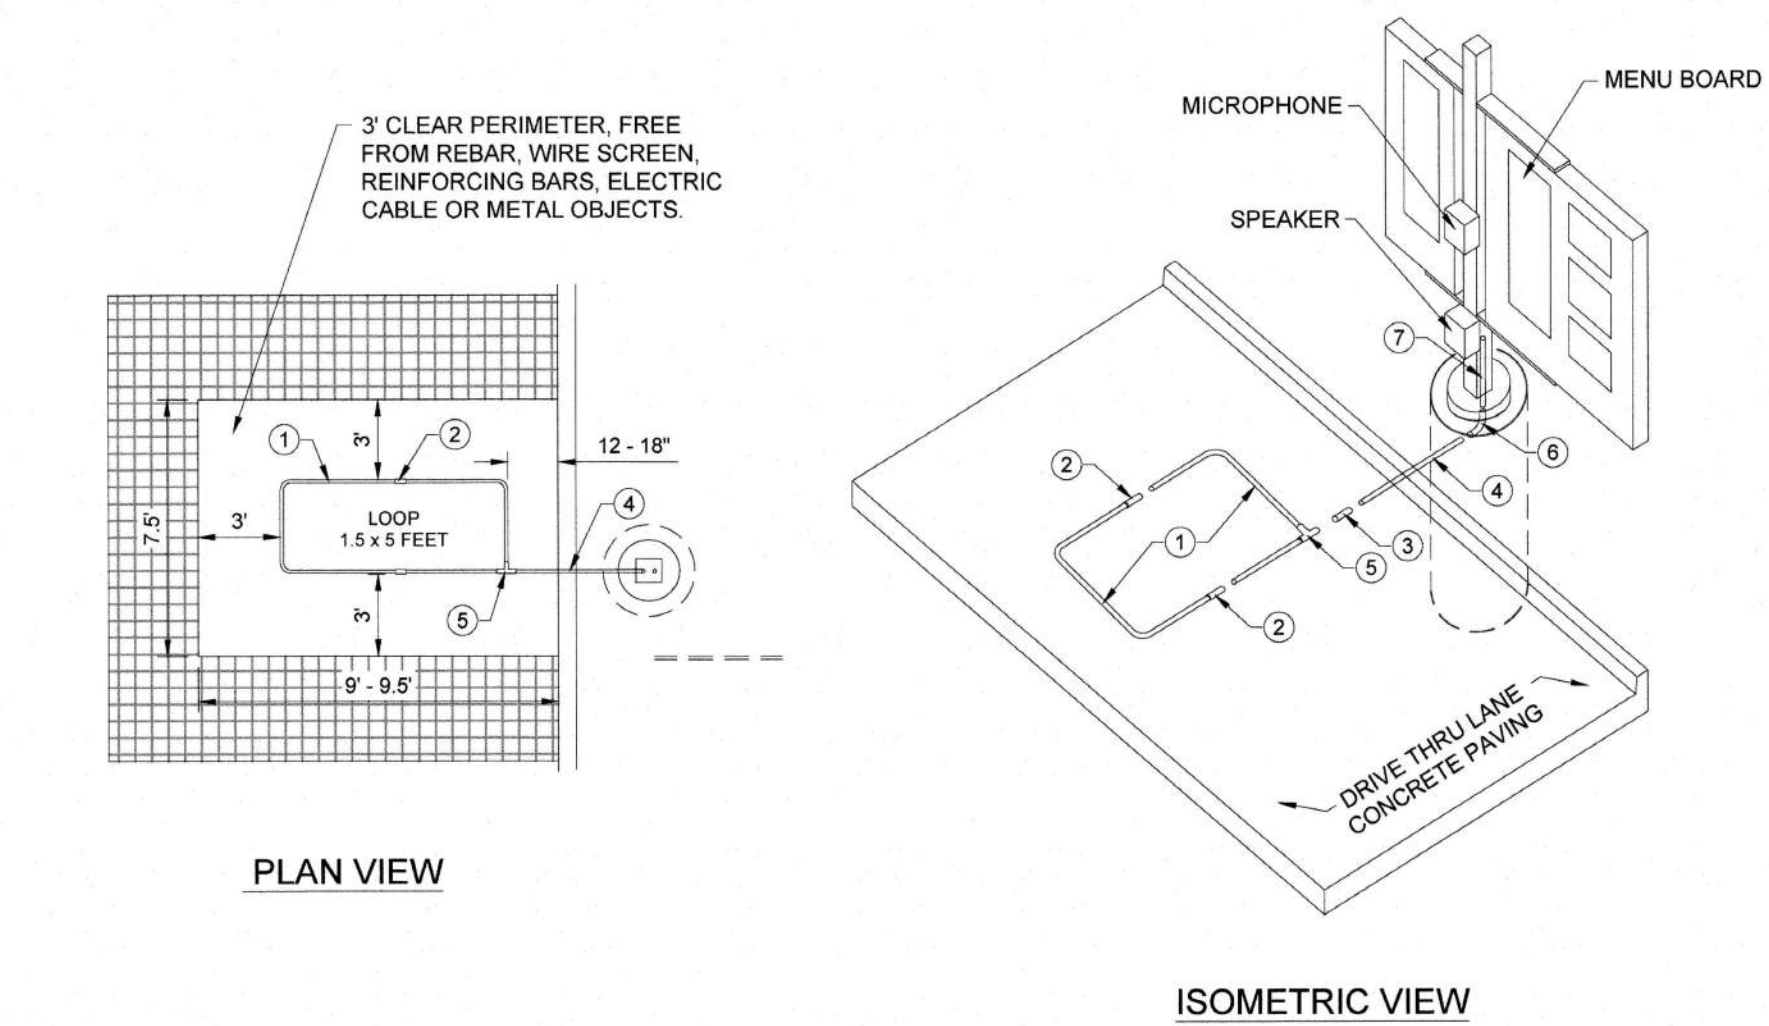 3' CLEAR PERIMETER, FREE
FROM REBAR, WIRE SCREEN,
REINFORCING BARS, ELECTRIC
CABLE OR METAL OBJECTS.
1
2
3'
12 - 18"
7.5'
3'
LOOP
1.5 x 5 FEET
4
3'
5
9' - 9.5'
PLAN VIEW
MENU BOARD
MICROPHONE
SPEAKER
7
6
2
4
1
3
5
2
DRIVE THRU LANE
CONCRETE PAVING
ISOMETRIC VIEW